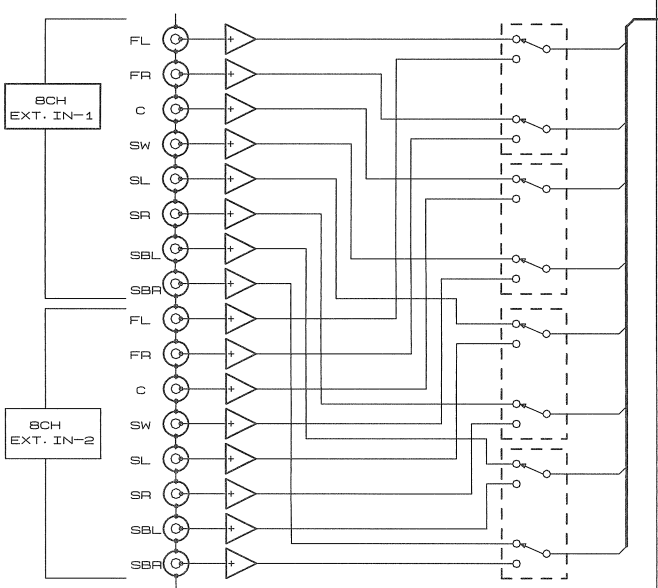 FL
FR
8CH
EXT. IN-1
C
SW
SL
SR
SBL
SBR
FL
FR
C
8CH
EXT. IN-2
SW
SL
SR
SBL
SBR